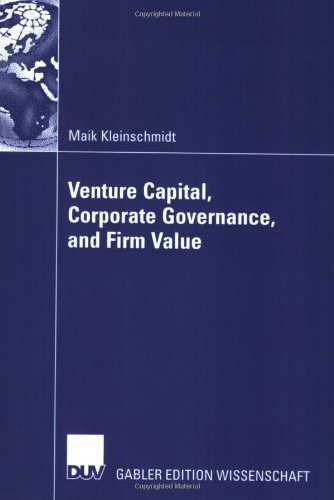 Maik Kleinschmidt
Venture Capital,
Corporate Governance,
and Firm Value
DUV
GABLER EDITION WISSENSCHAFT